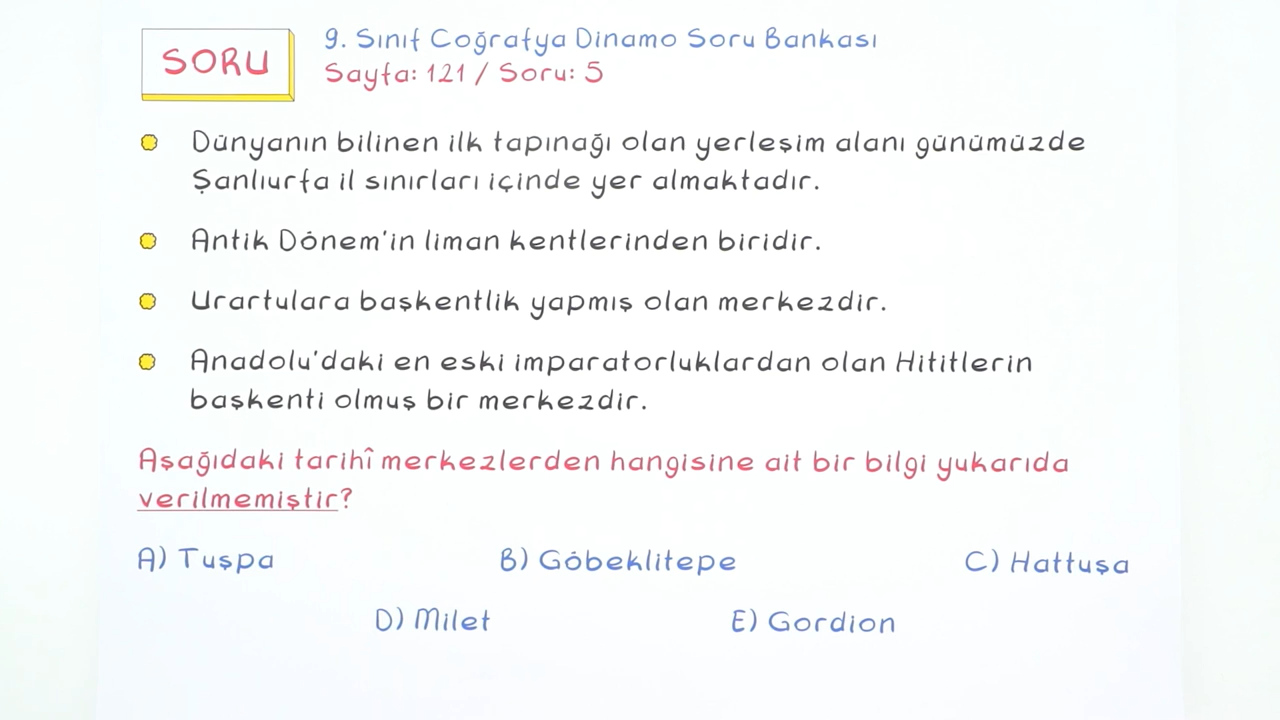 SORU
9. Sınıf Coğrafya Dinamo Soru Bankası
Sayfa: 121 / Soru: 5
Dünyanın bilinen ilk tapınağı olan yerleşim alanı günümüzde
Şanlıurfa il sınırları içinde yer almaktadır.
Antik Dönem'in liman kentlerinden biridir.
Urartulara başkentlik yapmış olan merkezdir.
Anadolu'daki en eski imparatorluklardan olan Hititlerin
başkenti olmuş bir merkezdir.
Aşağıdaki tarihî merkezlerden hangisine ait bir bilgi yukarıda
verilmemiştir?
A) Tuşpa B) Göbeklitepe C) Hattuşa
D) Milet E) Gordion